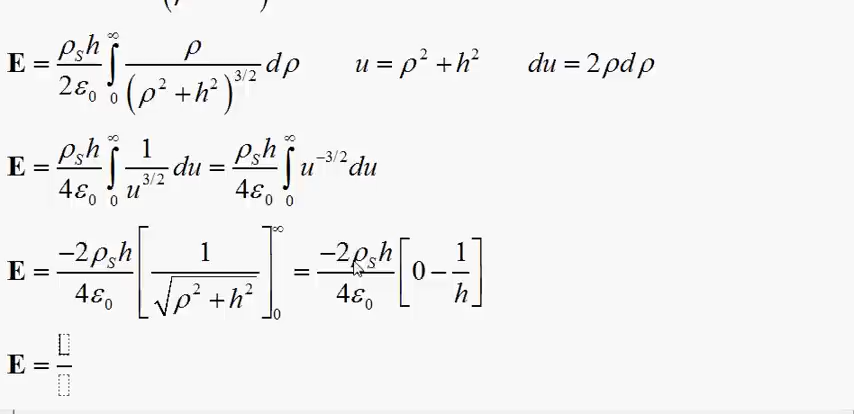 E = ρ_S h / 2ε_0 ∫_0^∞ ρ / (ρ^2 + h^2)^{3/2} dρ    u = ρ^2 + h^2    du = 2ρdρ
E = ρ_S h / 4ε_0 ∫_0^∞ 1 / u^{3/2} du = ρ_S h / 4ε_0 ∫_0^∞ u^{-3/2} du
E = -2ρ_S h / 4ε_0 [ 1 / √(ρ^2 + h^2) ]_0^∞ = -2ρ_S h / 4ε_0 [ 0 - 1/h ]
E =